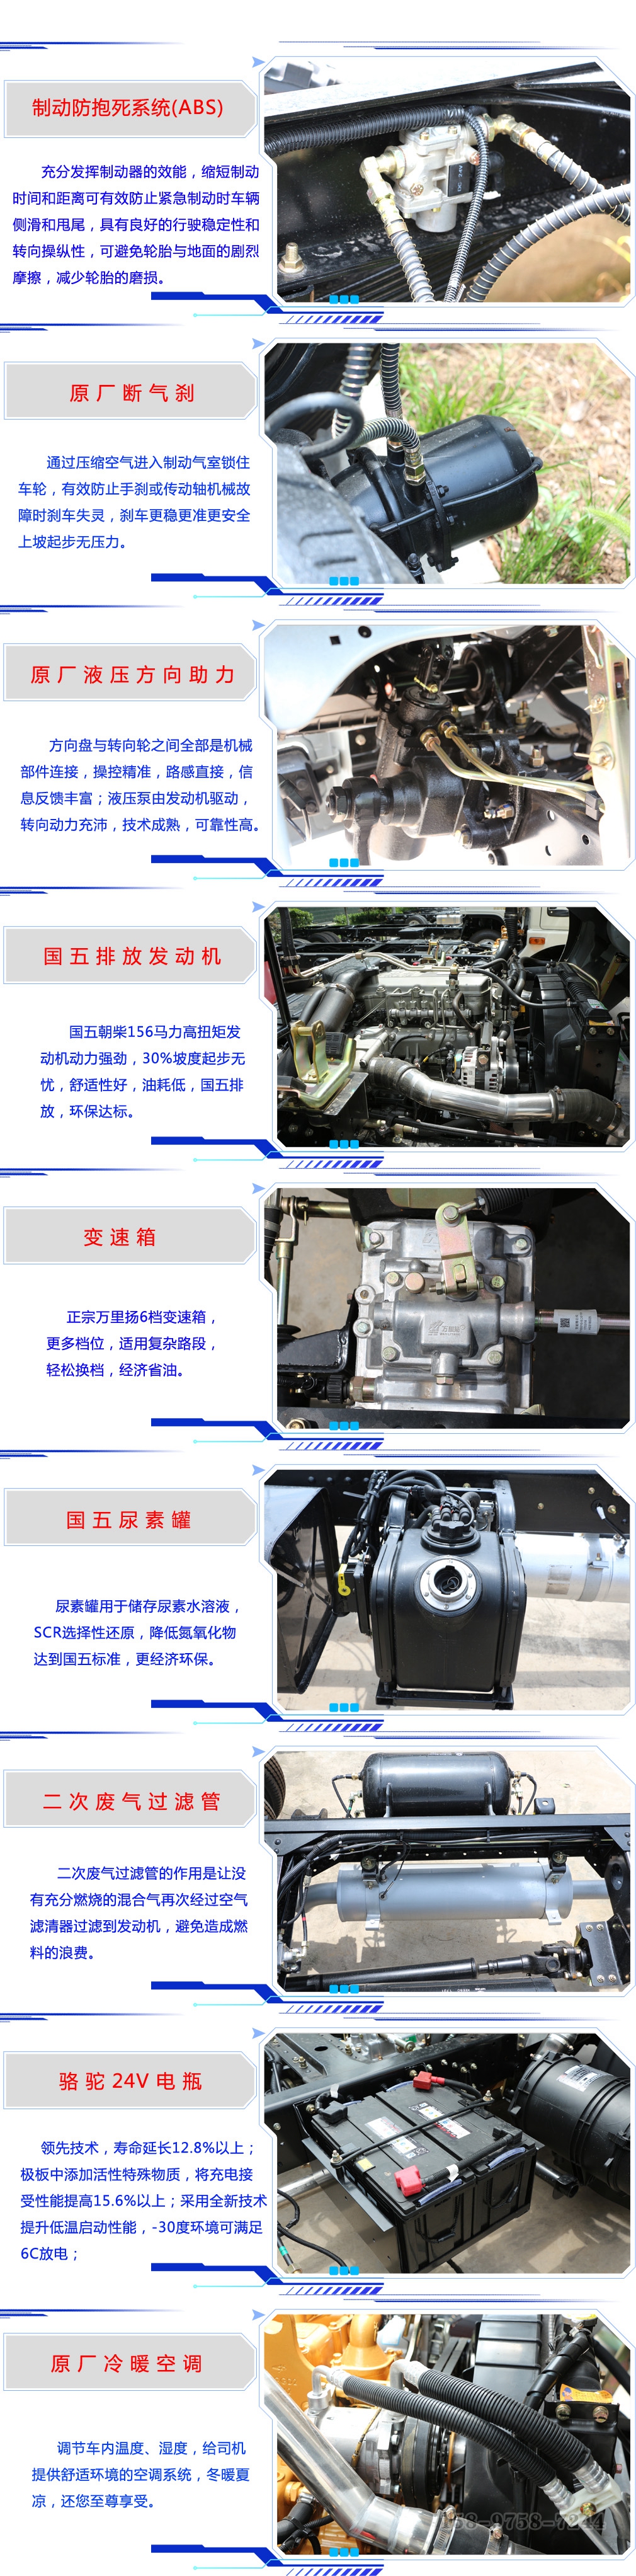 制动防抱死系统(ABS)
充分发挥制动器的效能，缩短制动
时间和距离可有效防止紧急制动时车辆
侧滑和甩尾，具有良好的行驶稳定性和
转向操纵性，可避免轮胎与地面的剧烈
摩擦，减少轮胎的磨损。
原厂断气刹
通过压缩空气进入制动气室锁住
车轮，有效防止手刹或传动轴机械故
障时刹车失灵，刹车更稳更准更安全
上坡起步无压力。
原厂液压方向助力
方向盘与转向轮之间全部是机械
部件连接，操控精准，路感直接，信
息反馈丰富；液压泵由发动机驱动，
转向动力充沛，技术成熟，可靠性高。
国五排放发动机
国五朝柴156马力高扭矩发
动机动力强劲，30%坡度起步无
忧，舒适性好，油耗低，国五排
放，环保达标。
变速箱
正宗万里扬6档变速箱，
更多档位，适用复杂路段，
轻松换档，经济省油。
国五尿素罐
尿素罐用于储存尿素水溶液，
SCR选择性还原，降低氮氧化物
达到国五标准，更经济环保。
二次废气过滤管
二次废气过滤管的作用是让没
有充分燃烧的混合气再次经过空气
滤清器过滤到发动机，避免造成燃
料的浪费。
骆驼24V电瓶
领先技术，寿命延长12.8%以上；
极板中添加活性特殊物质，将充电接
受性能提高15.6%以上；采用全新技术
提升低温启动性能，-30度环境可满足
6C放电；
原厂冷暖空调
调节车内温度、湿度，给司机
提供舒适环境的空调系统，冬暖夏
凉，还您至尊享受。
158-9758-7244